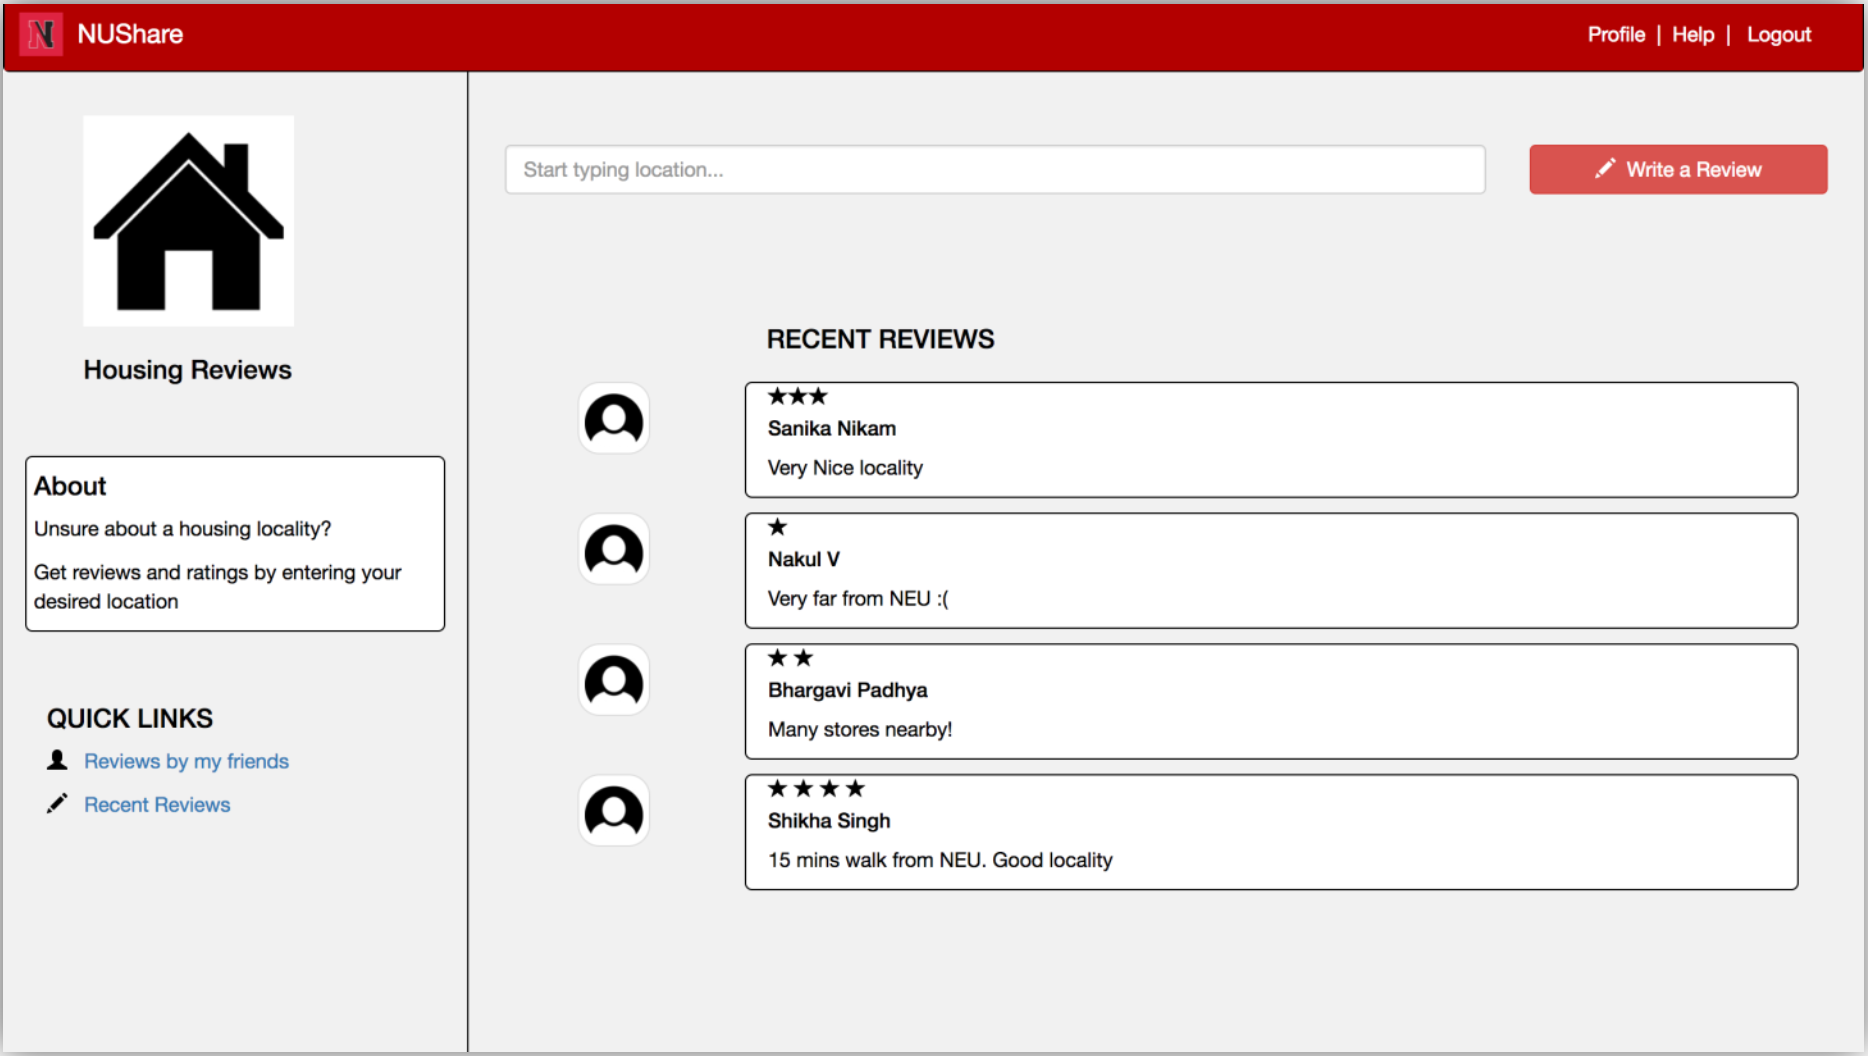 N NUShare
Profile | Help | Logout
Housing Reviews
About
Unsure about a housing locality?
Get reviews and ratings by entering your
desired location
QUICK LINKS
Reviews by my friends
Recent Reviews
Start typing location...
Write a Review
RECENT REVIEWS
★★★
Sanika Nikam
Very Nice locality
★
Nakul V
Very far from NEU :(
★ ★
Bhargavi Padhya
Many stores nearby!
★ ★ ★ ★
Shikha Singh
15 mins walk from NEU. Good locality